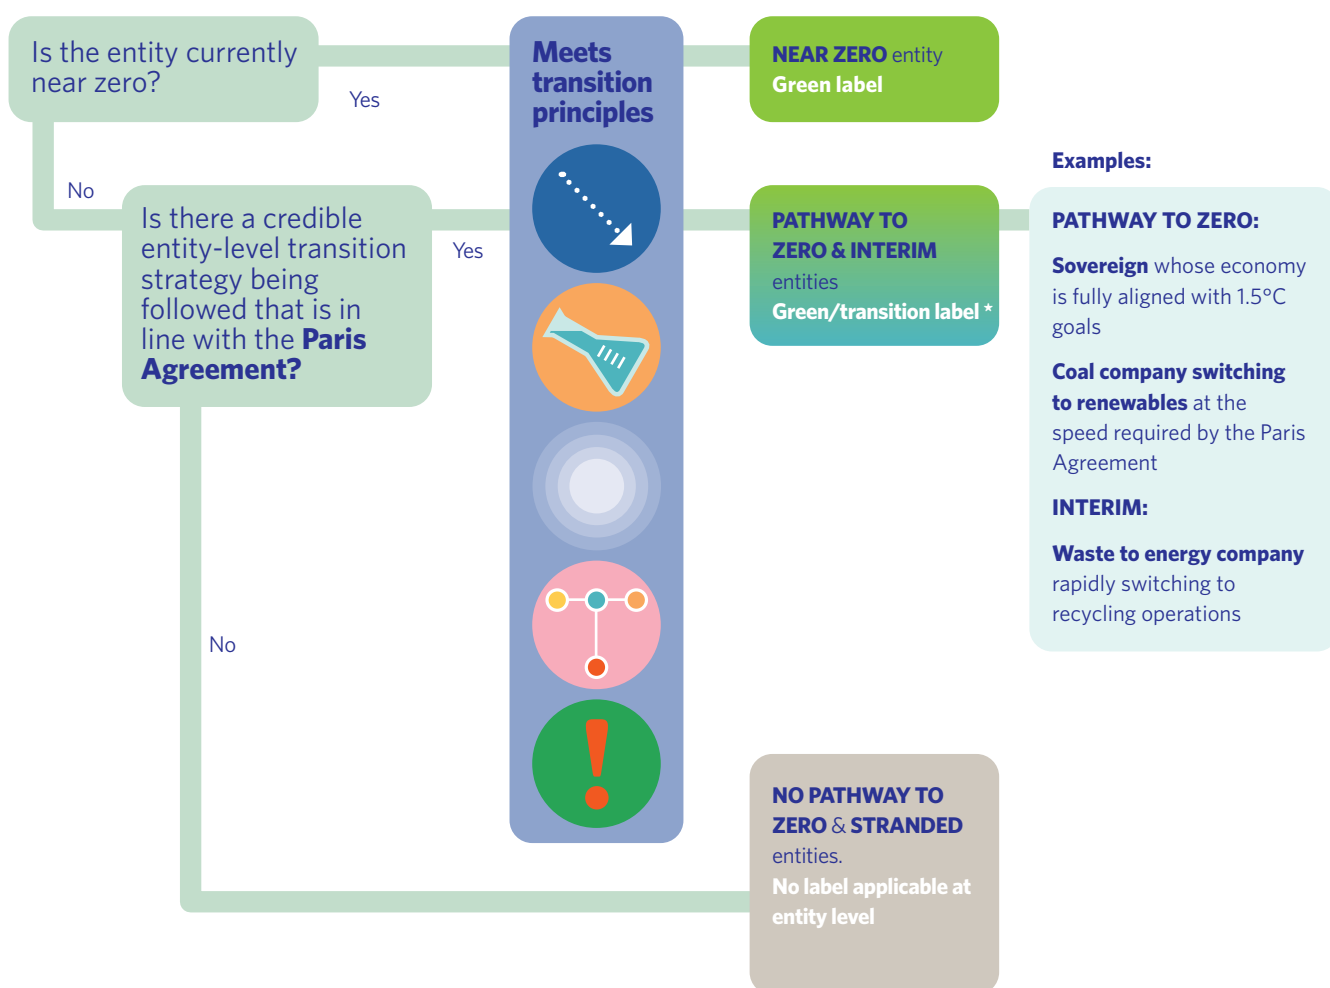 Is the entity currently
near zero?
Yes
No
Is there a credible
entity-level transition
strategy being
followed that is in
line with the Paris
Agreement?
Yes
No
Meets
transition
principles
NEAR ZERO entity
Green label
PATHWAY TO
ZERO & INTERIM
entities
Green/transition label *
Examples:
PATHWAY TO ZERO:
Sovereign whose economy
is fully aligned with 1.5°C
goals
Coal company switching
to renewables at the
speed required by the Paris
Agreement
INTERIM:
Waste to energy company
rapidly switching to
recycling operations
NO PATHWAY TO
ZERO & STRANDED
entities.
No label applicable at
entity level